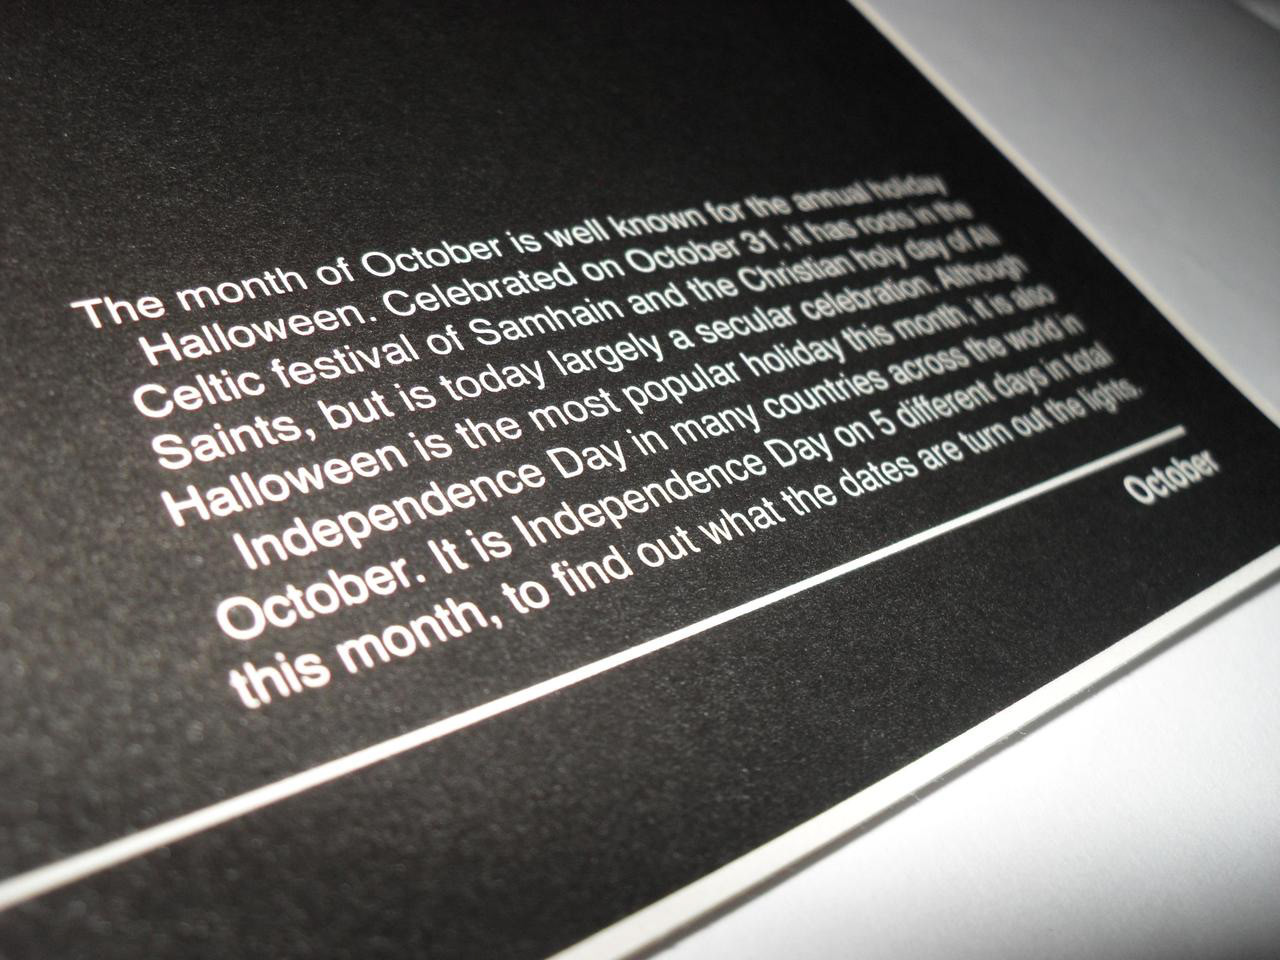 The month of October is well known for the annual holiday
Halloween. Celebrated on October 31, it has roots in the
Celtic festival of Samhain and the Christian holy day of All
Saints, but is today largely a secular celebration. Although
Halloween is the most popular holiday this month, it is also
Independence Day in many countries across the world in
October. It is Independence Day on 5 different days in total
this month, to find out what the dates are turn out the lights.
October